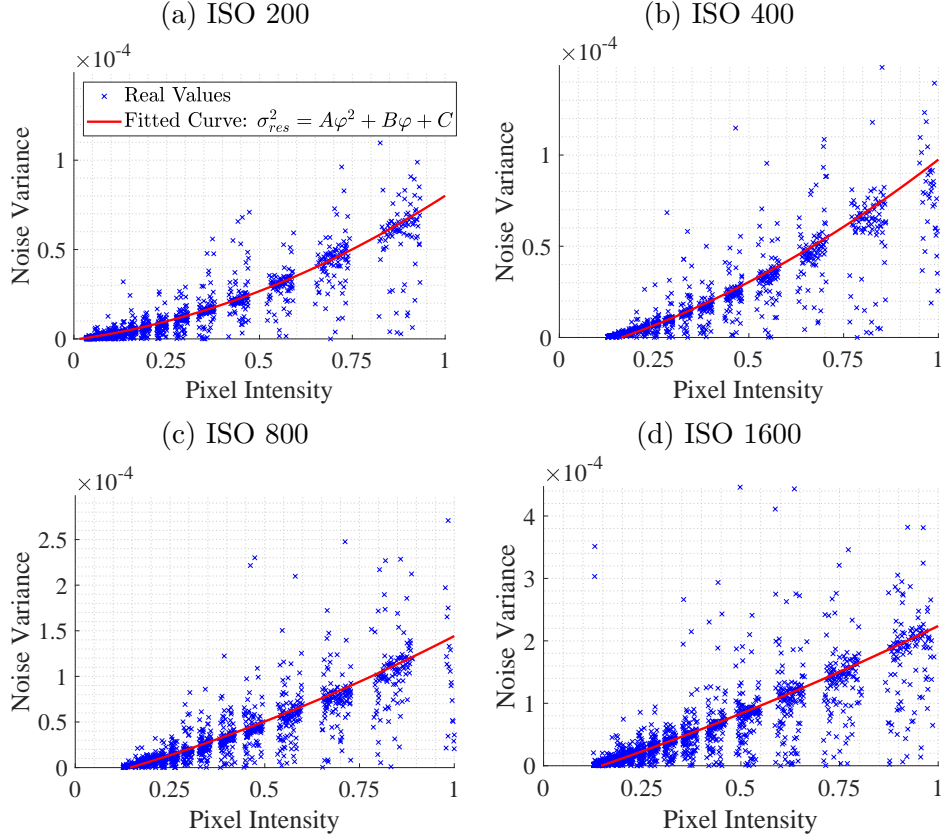 (a) ISO 200
×10⁻⁴
Noise Variance
1
0.5
0
× Real Values
Fitted Curve: σ²_res = Aφ² + Bφ + C
0 0.25 0.5 0.75 1
Pixel Intensity
(b) ISO 400
×10⁻⁴
Noise Variance
1
0.5
0
0 0.25 0.5 0.75 1
Pixel Intensity
(c) ISO 800
×10⁻⁴
Noise Variance
2.5
2
1.5
1
0.5
0
0 0.25 0.5 0.75 1
Pixel Intensity
(d) ISO 1600
×10⁻⁴
Noise Variance
4
3
2
1
0
0 0.25 0.5 0.75 1
Pixel Intensity